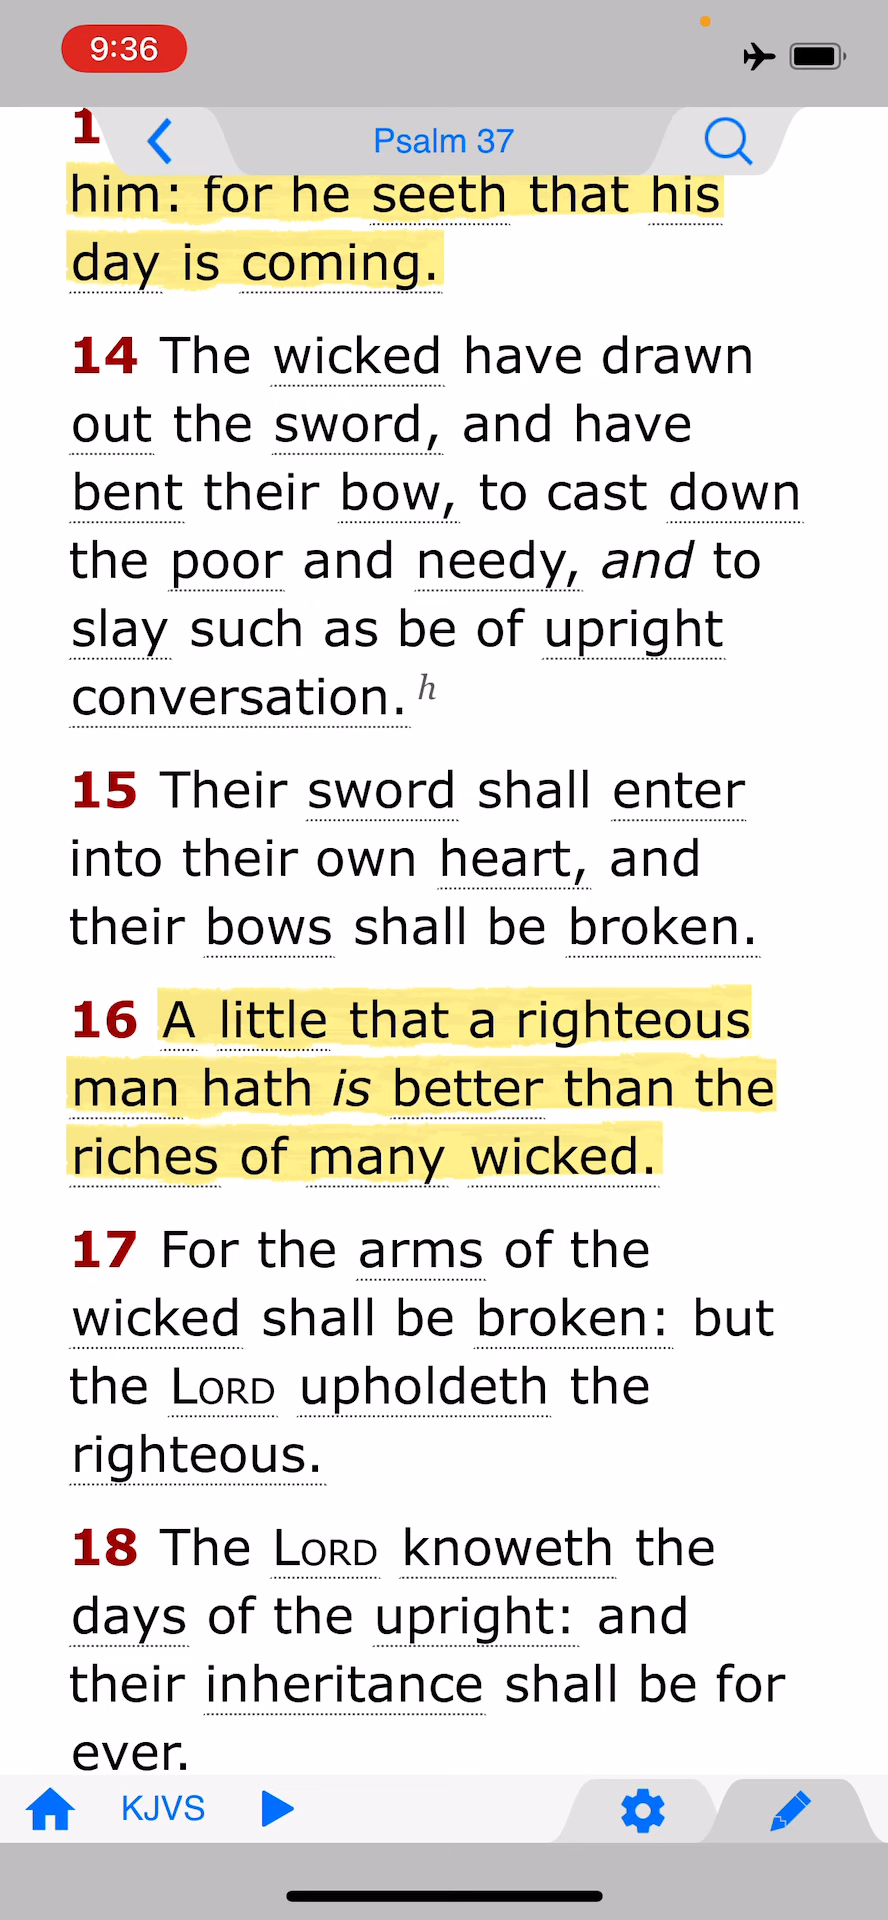 9:36
Psalm 37
1
him: for he seeth that his
day is coming.
14 The wicked have drawn
out the sword, and have
bent their bow, to cast down
the poor and needy, and to
slay such as be of upright
conversation. h
15 Their sword shall enter
into their own heart, and
their bows shall be broken.
16 A little that a righteous
man hath is better than the
riches of many wicked.
17 For the arms of the
wicked shall be broken: but
the LORD upholdeth the
righteous.
18 The LORD knoweth the
days of the upright: and
their inheritance shall be for
ever.
KJVS